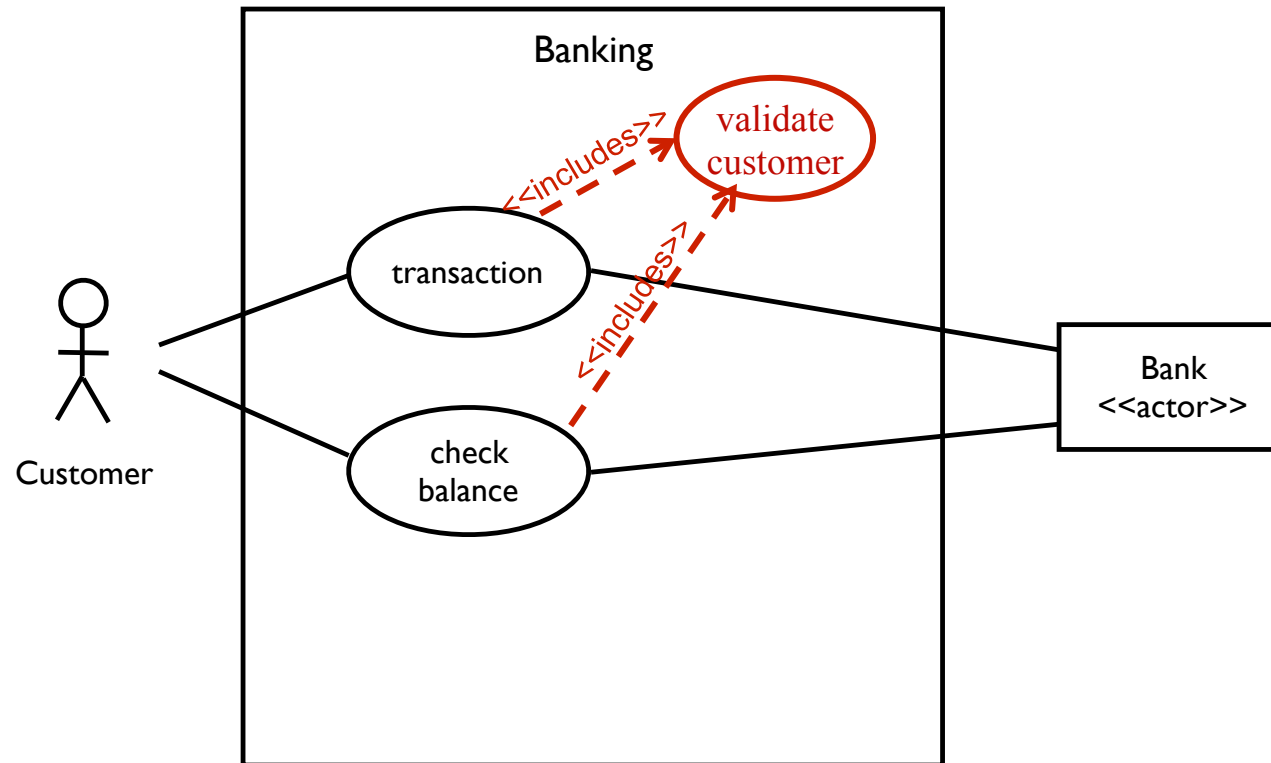 Banking
validate
customer
<<includes>>
transaction
<<includes>>
Bank
<<actor>>
check
balance
Customer